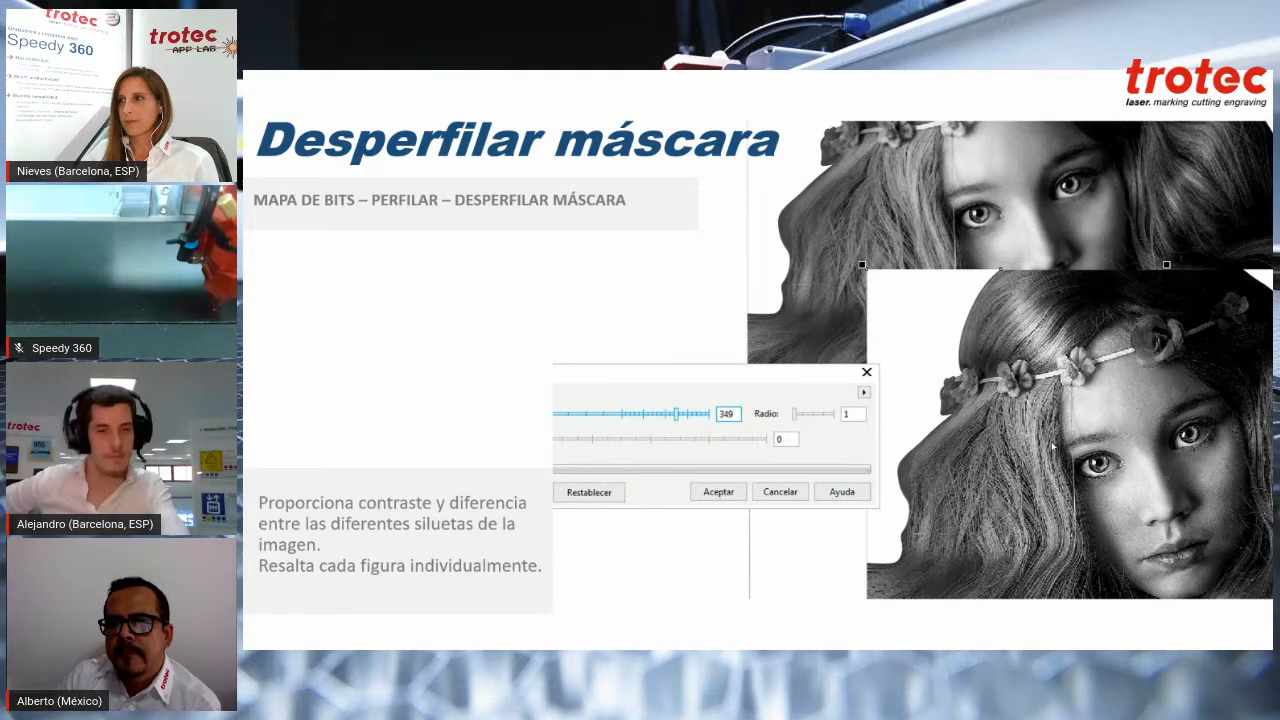 trotec
Speedy 360
trotec
APP LAB
Nieves (Barcelona, ESP)
Speedy 360
trotec
Alejandro (Barcelona, ESP)
trotec
Alberto (México)
trotec
laser. marking cutting engraving
Desperfilar máscara
MAPA DE BITS – PERFILAR – DESPERFILAR MÁSCARA
349
Radio:
1
0
Restablecer
Aceptar
Cancelar
Ayuda
Proporciona contraste y diferencia
entre las diferentes siluetas de la
imagen.
Resalta cada figura individualmente.